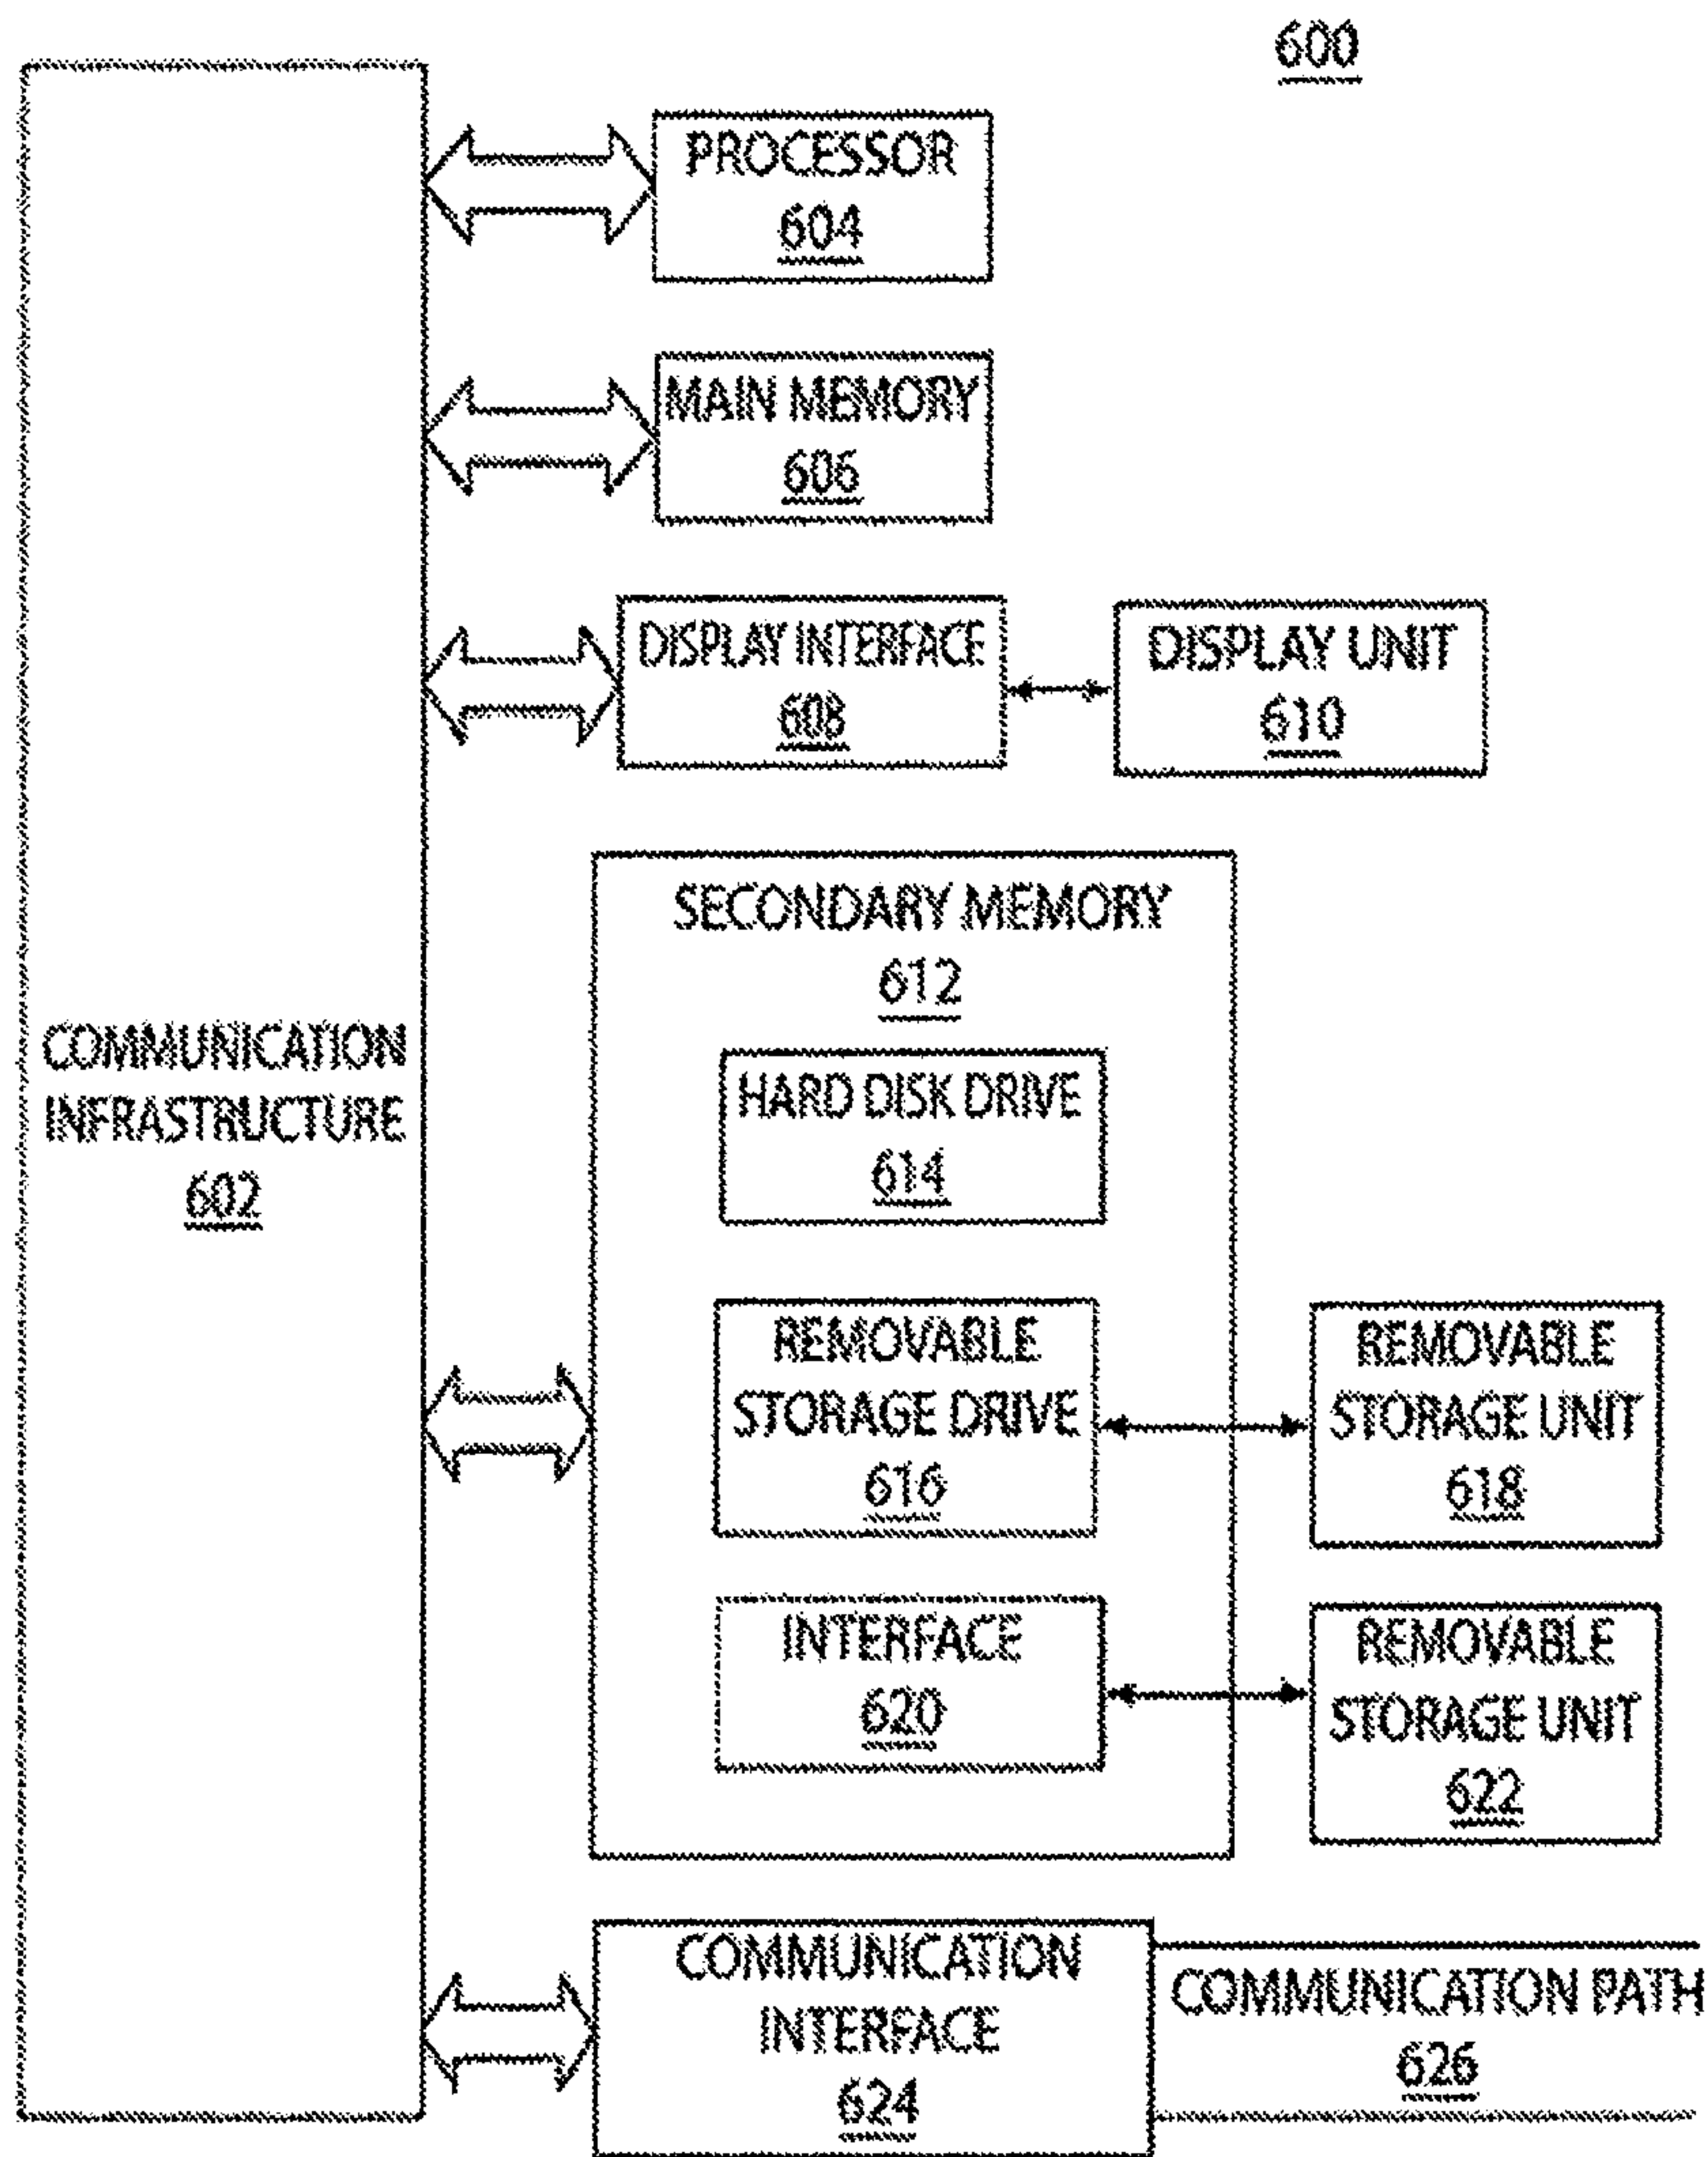 600
PROCESSOR
604
MAIN MEMORY
606
DISPLAY INTERFACE
608
DISPLAY UNIT
610
SECONDARY MEMORY
612
HARD DISK DRIVE
614
COMMUNICATION
INFRASTRUCTURE
602
REMOVABLE
STORAGE DRIVE
616
REMOVABLE
STORAGE UNIT
618
INTERFACE
620
REMOVABLE
STORAGE UNIT
622
COMMUNICATION
INTERFACE
624
COMMUNICATION PATH
626